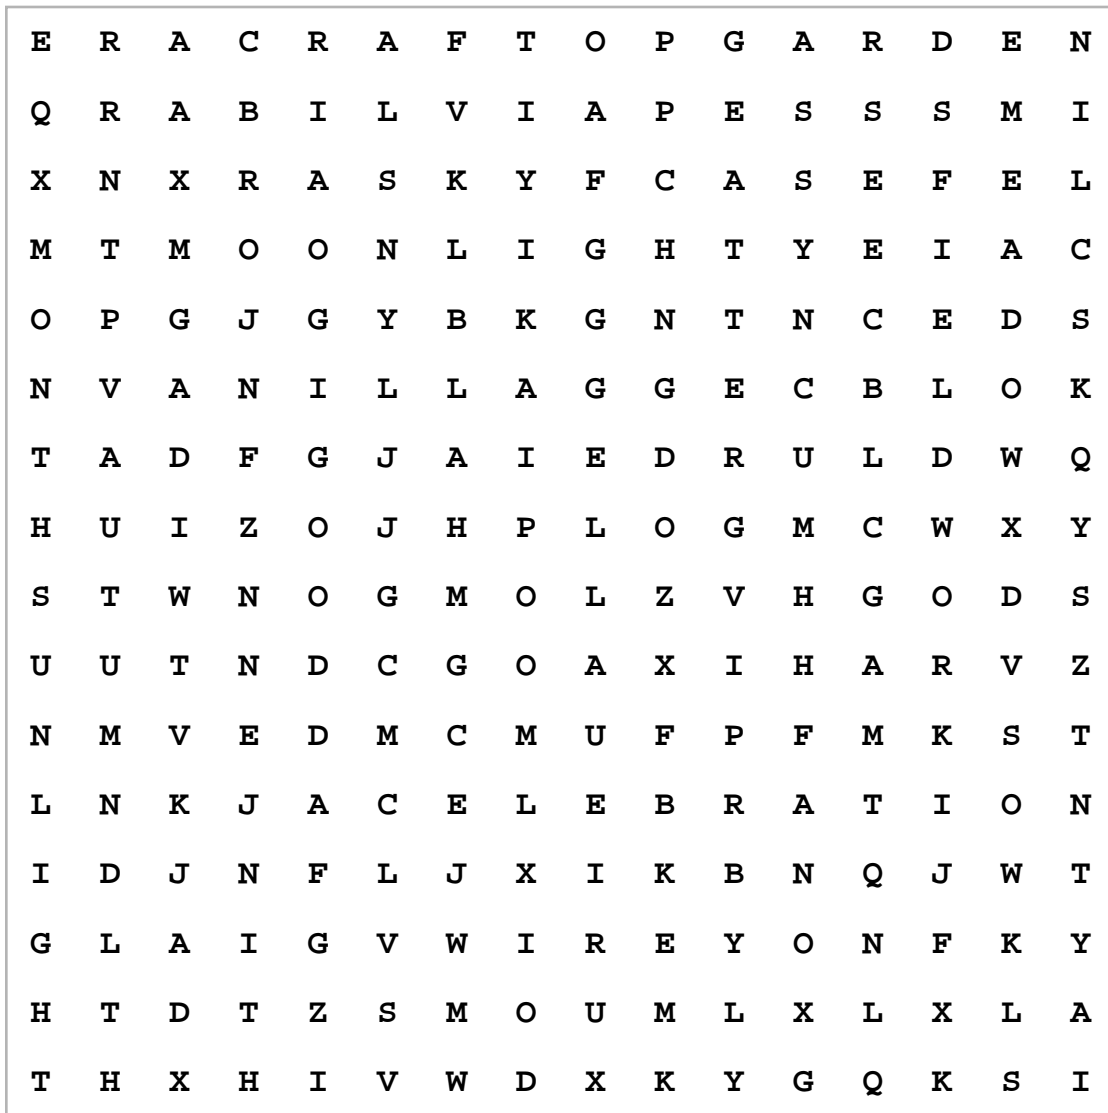 E R A C R A F T O P G A R D E N
Q R A B I L V I A P E S S S M I
X N X R A S K Y F C A S E F E L
M T M O O N L I G H T Y E I A C
O P G J G Y B K G N T N C E D S
N V A N I L L A G G E C B L O K
T A D F G J A I E D R U L D W Q
H U I Z O J H P L O G M C W X Y
S T W N O G M O L Z V H G O D S
U U T N D C G O A X I H A R V Z
N M V E D M C M U F P F M K S T
L N K J A C E L E B R A T I O N
I D J N F L J X I K B N Q J W T
G L A I G V W I R E Y O N F K Y
H T D T Z S M O U M L X L X L A
T H X H I V W D X K Y G Q K S I